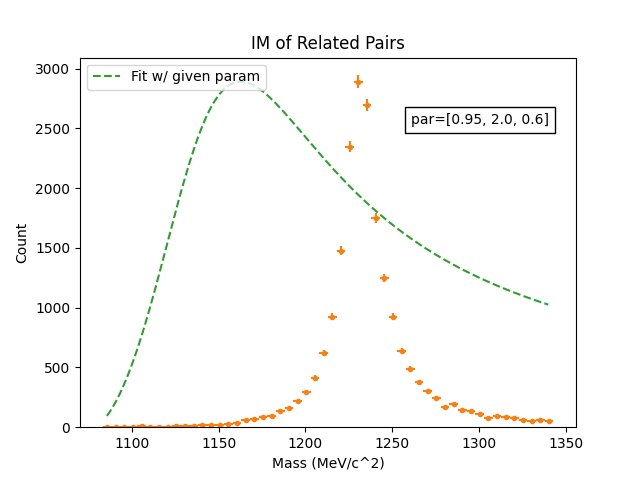 IM of Related Pairs
Fit w/ given param
par=[0.95, 2.0, 0.6]
3000
2500
2000
1500
1000
500
0
Count
1100 1150 1200 1250 1300 1350
Mass (MeV/c^2)